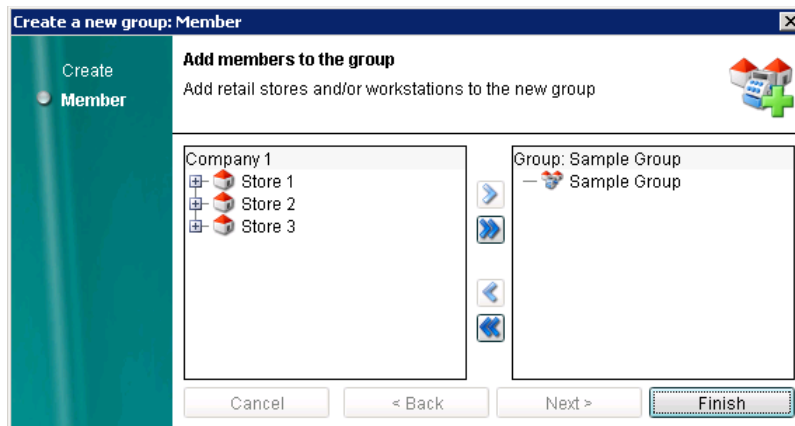 Create a new group: Member
Create
Member
Add members to the group
Add retail stores and/or workstations to the new group
Company 1
Store 1
Store 2
Store 3
Group: Sample Group
Sample Group
Cancel
< Back
Next >
Finish